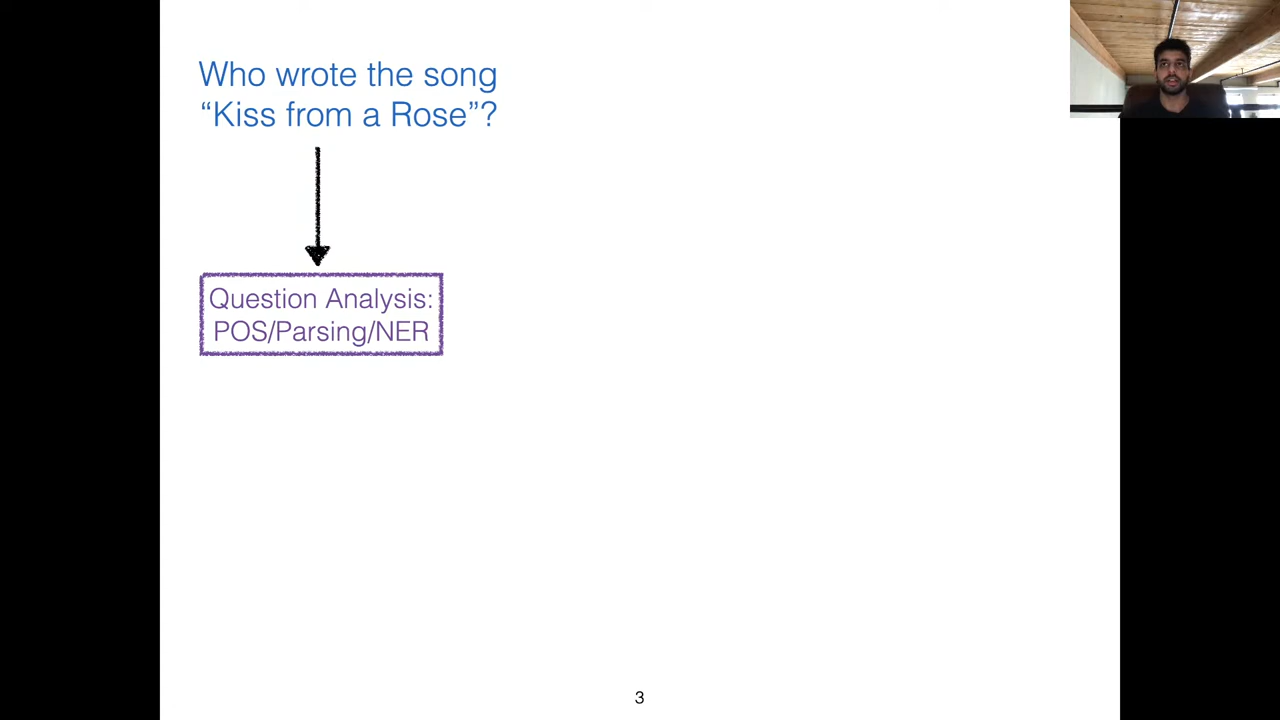 Who wrote the song
“Kiss from a Rose”?
Question Analysis:
POS/Parsing/NER
3